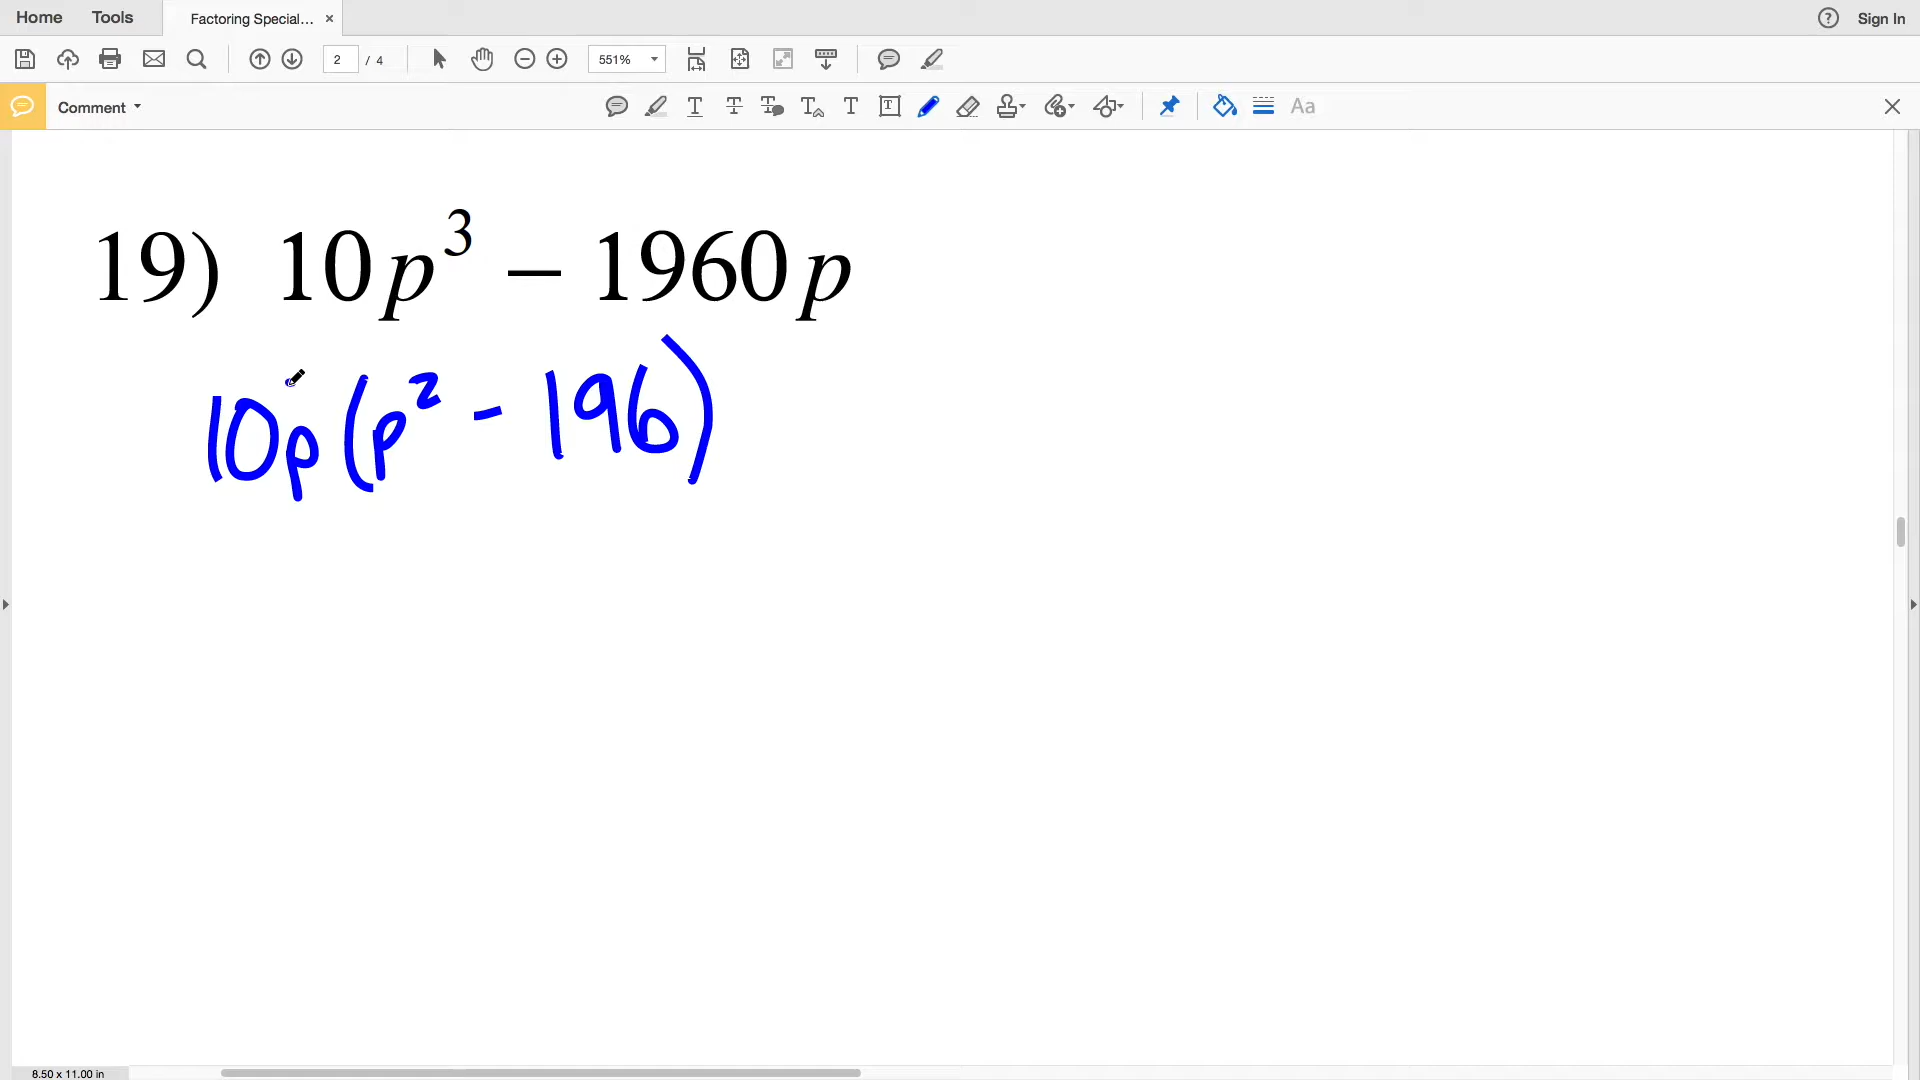 Home Tools Factoring Special... × ? Sign In
2 / 4 551%
Comment T T T T T T Aa
19) 10p³ − 1960p
10p(p² - 196)
8.50 x 11.00 in